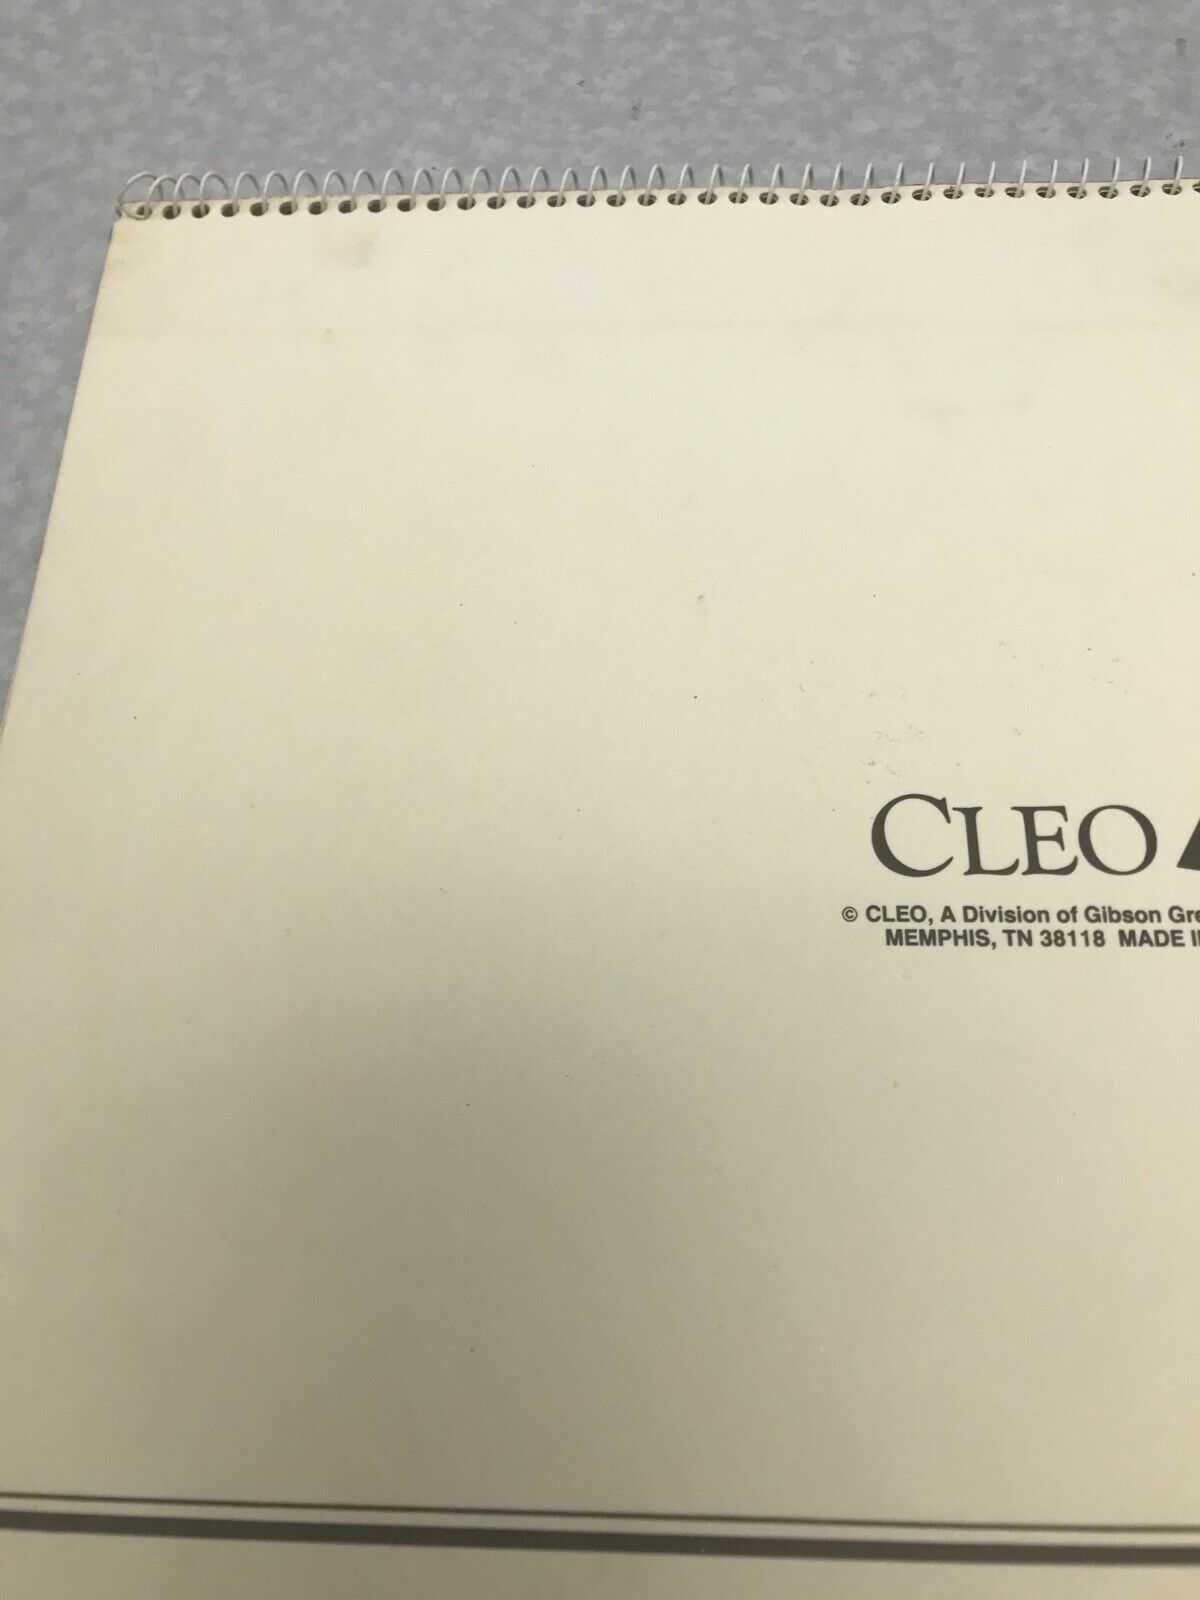 CLEO
© CLEO, A Division of Gibson Gre
MEMPHIS, TN 38118 MADE I